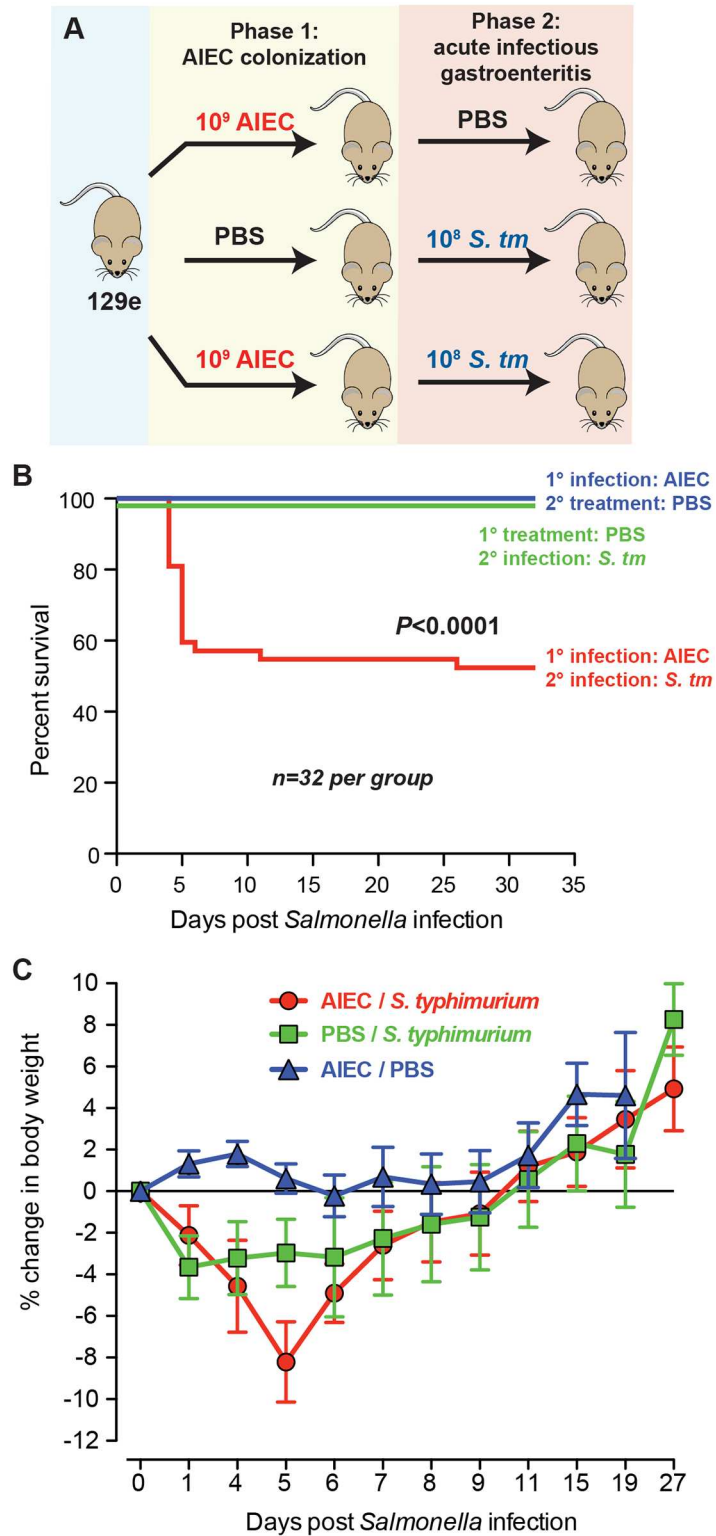 A
Phase 1:
AIEC colonization
Phase 2:
acute infectious
gastroenteritis
129e
10⁹ AIEC
PBS
PBS
10⁸ S. tm
10⁹ AIEC
10⁸ S. tm
B
Percent survival
100
80
60
40
20
0
1° infection: AIEC
2° treatment: PBS
1° treatment: PBS
2° infection: S. tm
P<0.0001
1° infection: AIEC
2° infection: S. tm
n=32 per group
0 5 10 15 20 25 30 35
Days post Salmonella infection
C
% change in body weight
10
8
6
4
2
0
-2
-4
-6
-8
-10
-12
AIEC / S. typhimurium
PBS / S. typhimurium
AIEC / PBS
0 1 4 5 6 7 8 9 11 15 19 27
Days post Salmonella infection